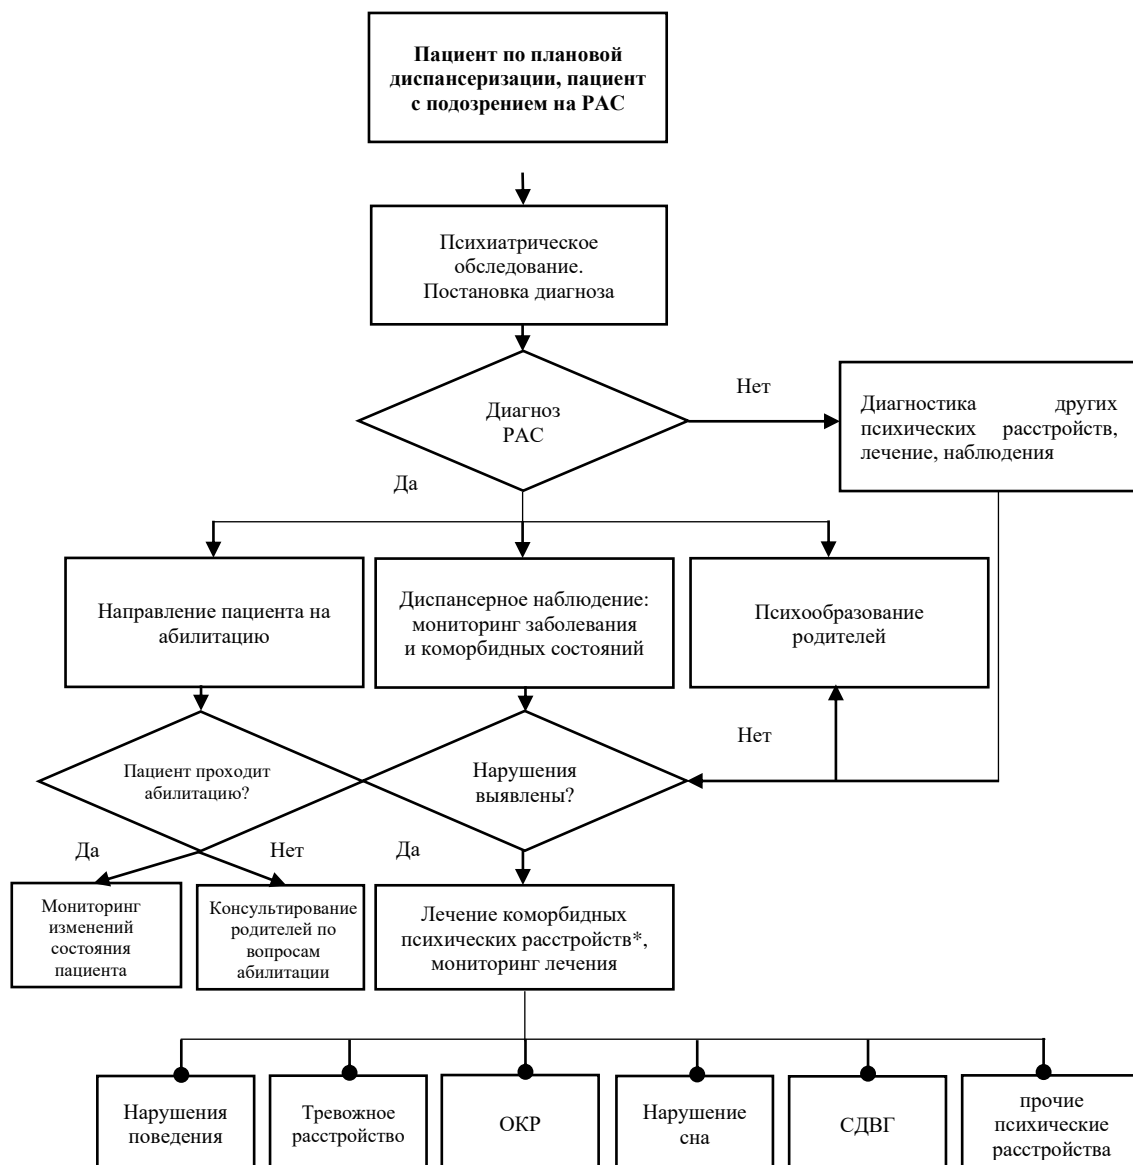 Пациент по плановой
диспансеризации, пациент
с подозрением на РАС
Психиатрическое
обследование.
Постановка диагноза
Диагноз
РАС
Нет
Диагностика других
психических расстройств,
лечение, наблюдения
Да
Направление пациента на
абилитацию
Диспансерное наблюдение:
мониторинг заболевания
и коморбидных состояний
Психообразование
родителей
Пациент проходит
абилитацию?
Нарушения
выявлены?
Нет
Да
Нет
Да
Мониторинг
изменений
состояния
пациента
Консультирование
родителей по
вопросам
абилитации
Лечение коморбидных
психических расстройств*,
мониторинг лечения
Нарушения
поведения
Тревожное
расстройство
ОКР
Нарушение
сна
СДВГ
прочие
психические
расстройства